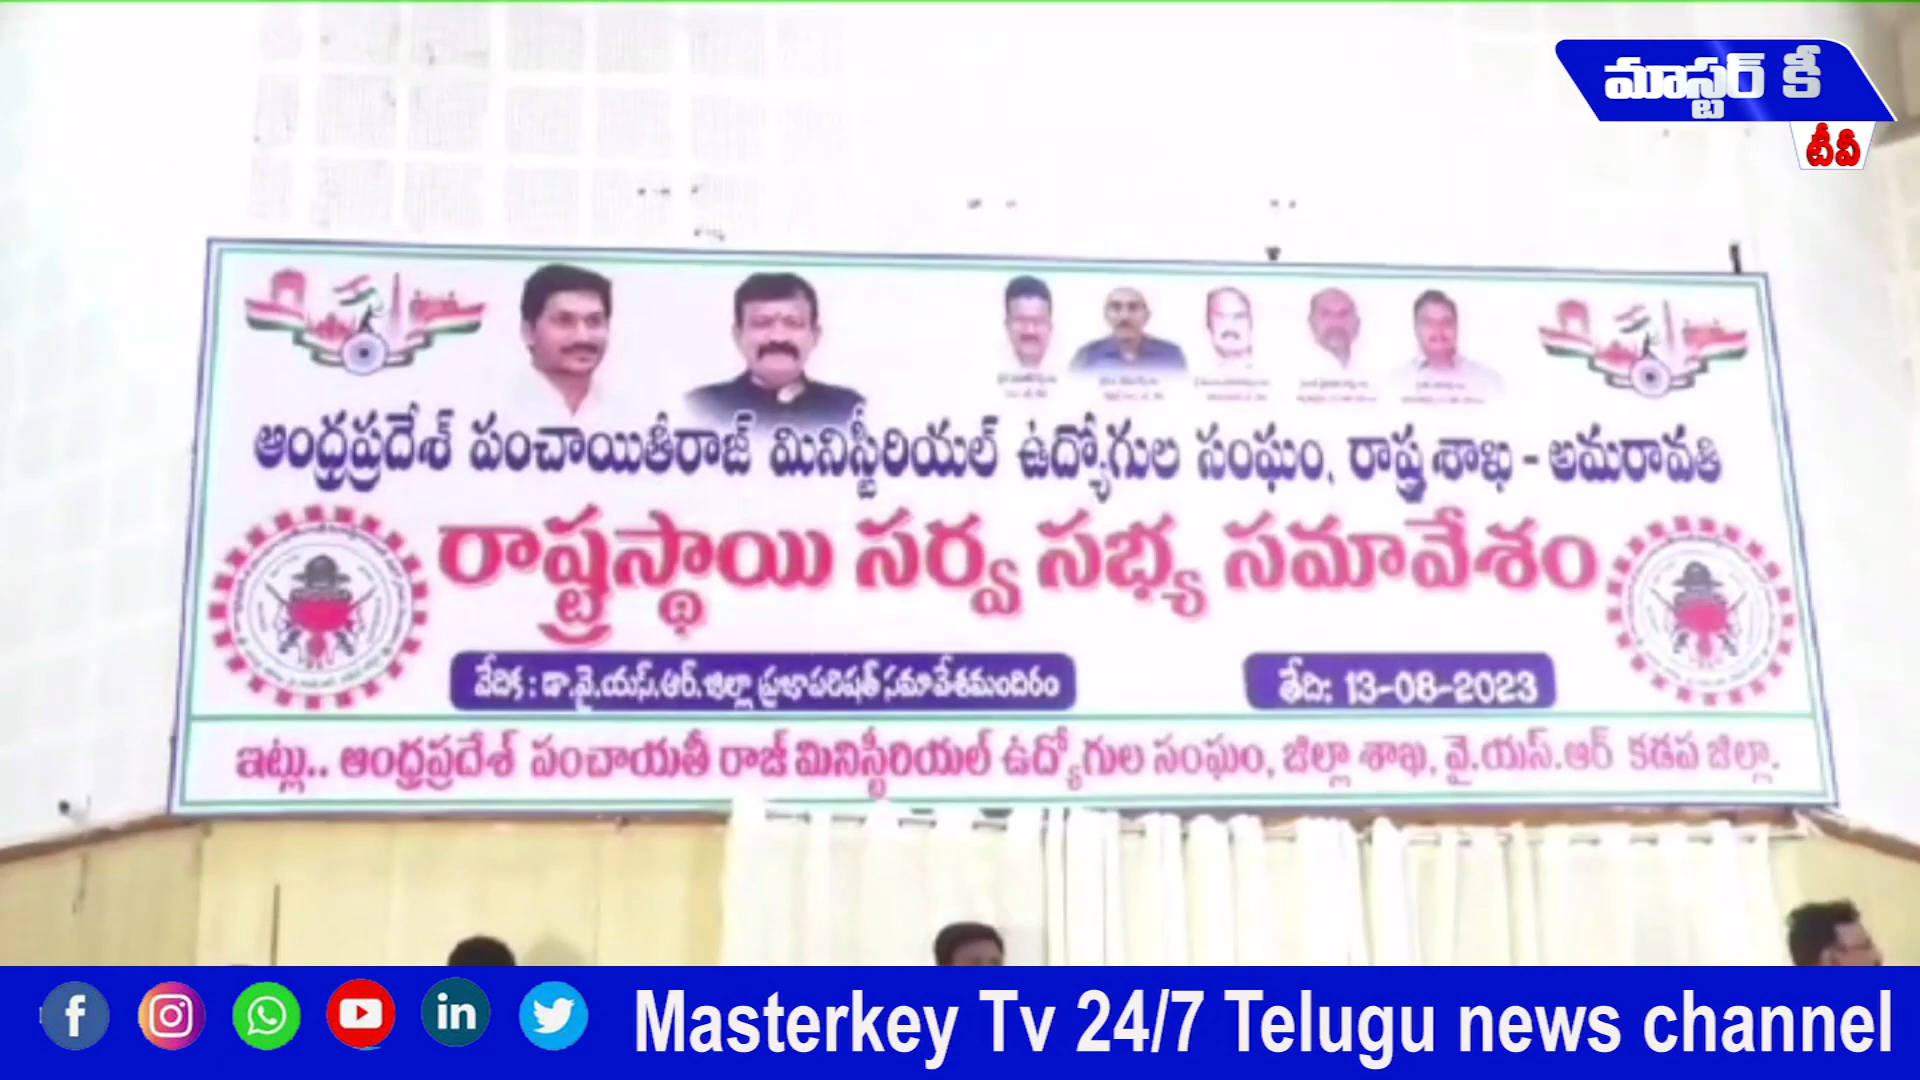 మాస్టర్ కీ
టీవీ
ఆంధ్రప్రదేశ్ పంచాయితీరాజ్ మినిస్టీరియల్ ఉద్యోగుల సంఘం, రాష్ట్రశాఖ - అమరావతి
రాష్ట్రస్థాయి సర్వ సభ్య సమావేశం
వేదిక : డా.వై.యస్.ఆర్.జిల్లా ప్రజాపరిషత్ సమావేశమందిరం
తేది: 13-08-2023
ఇట్లు.. ఆంధ్రప్రదేశ్ పంచాయతీ రాజ్ మినిస్టీరియల్ ఉద్యోగుల సంఘం, జిల్లా శాఖ, వై.యస్.ఆర్ కడప జిల్లా.
Masterkey Tv 24/7 Telugu news channel